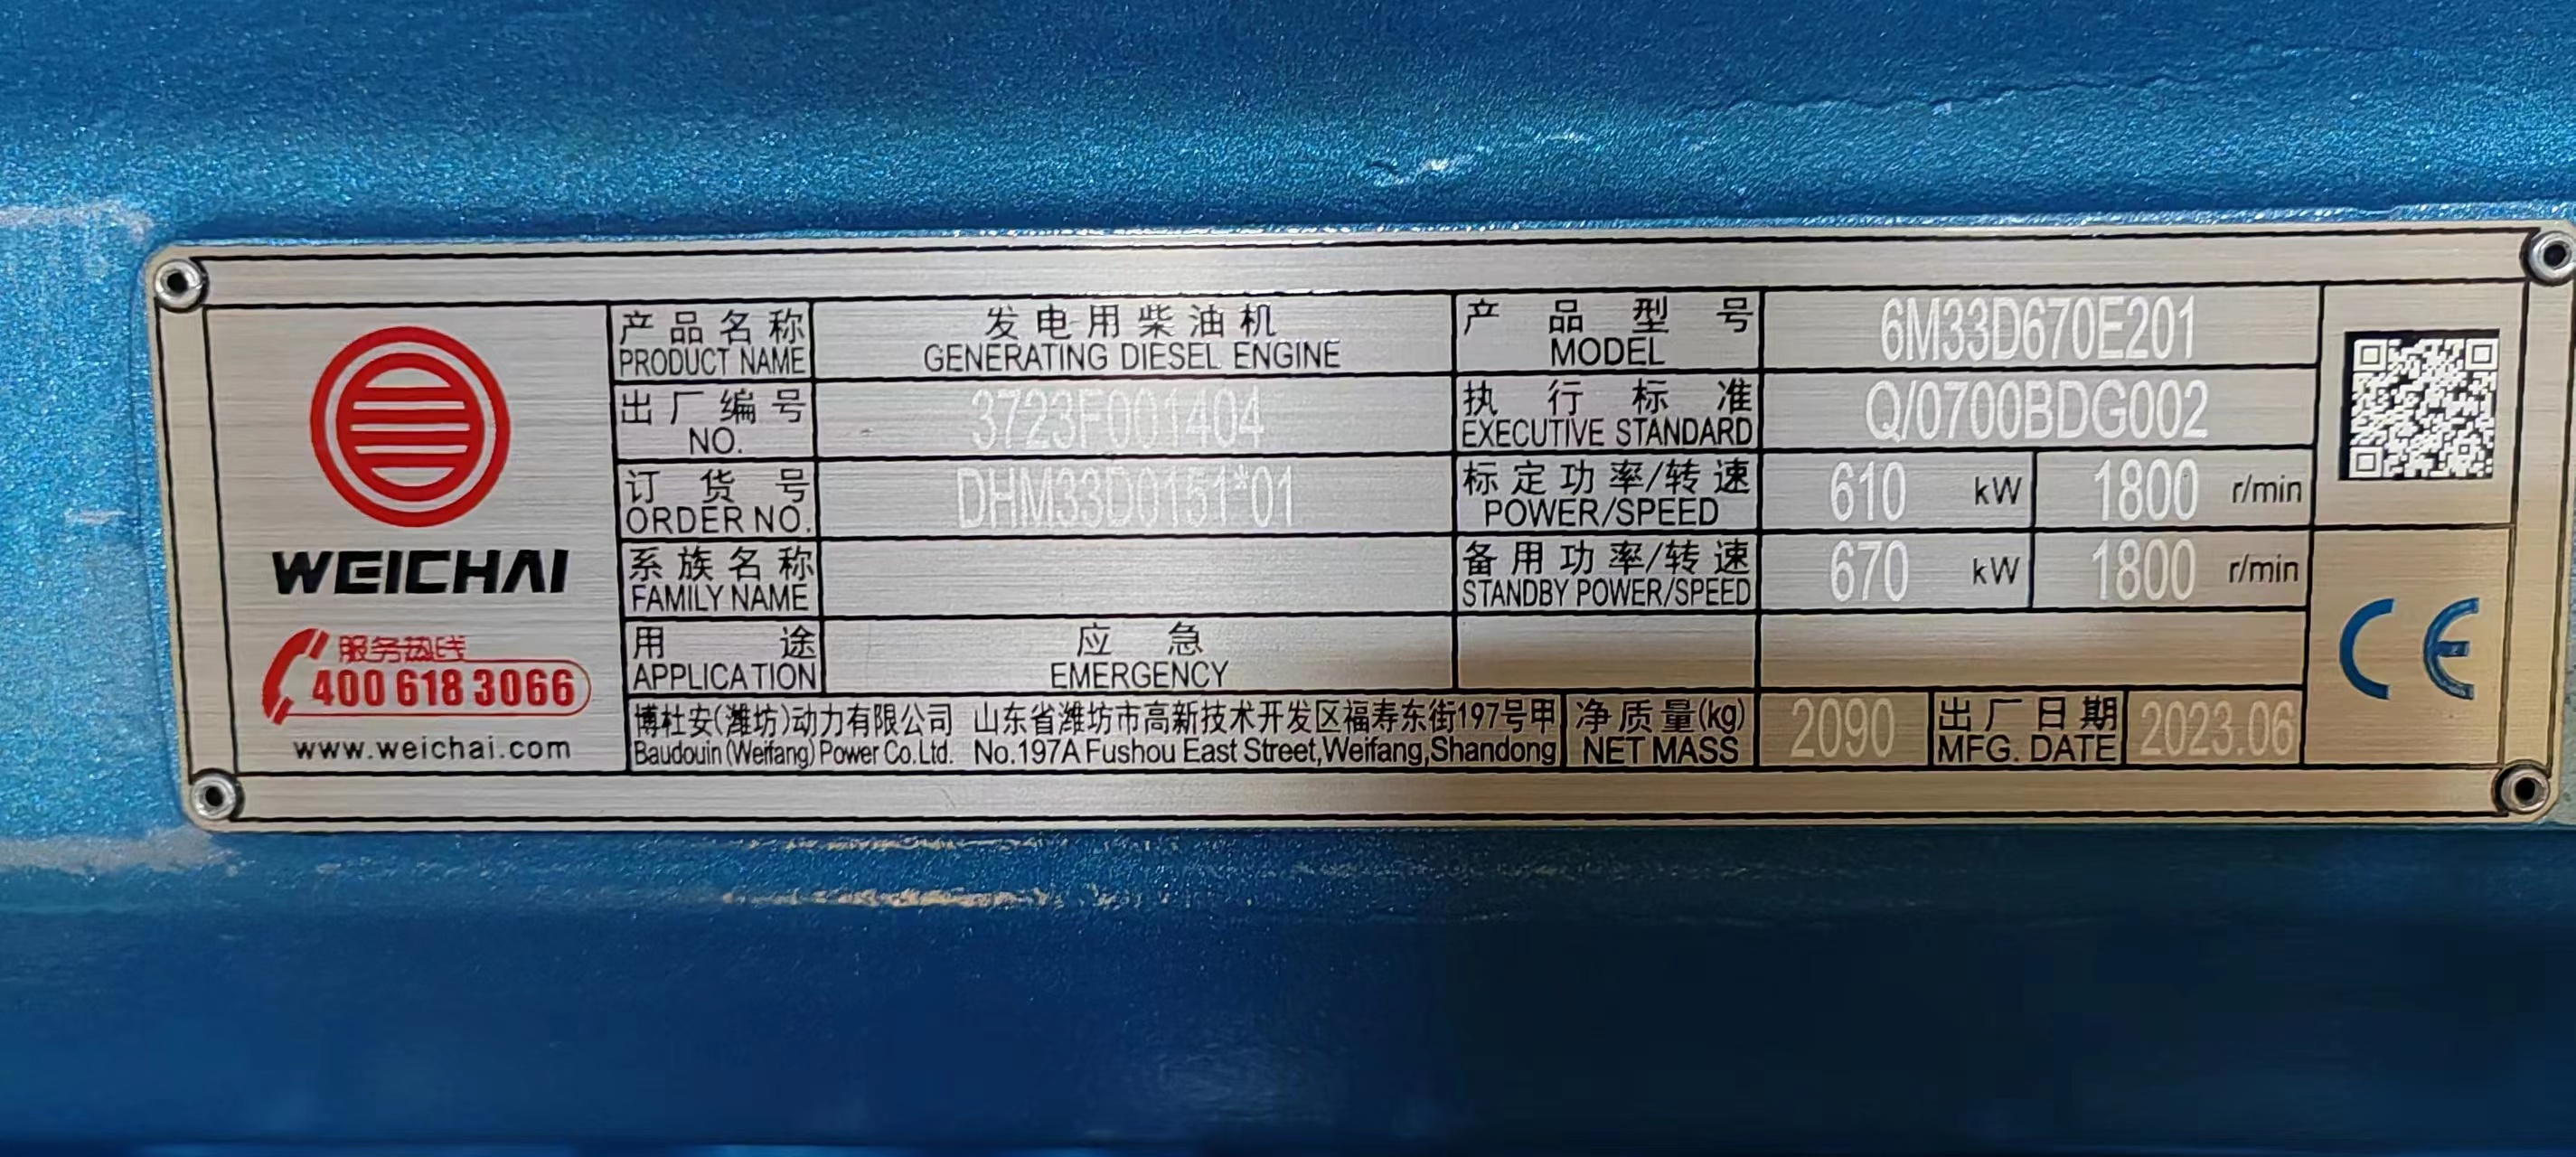 WEICHAI
服务热线
400 618 3066
www.weichai.com
产品名称 发电用柴油机 产品型号 6M33D670E201
PRODUCT NAME GENERATING DIESEL ENGINE MODEL
出厂编号 3723F001404 执行标准 Q/0700BDG002
NO. EXECUTIVE STANDARD
订货号 DHM33D0151*01 标定功率/转速 610 kW 1800 r/min
ORDER NO. POWER/SPEED
系族名称 备用功率/转速 670 kW 1800 r/min
FAMILY NAME STANDBY POWER/SPEED
用途 应急
APPLICATION EMERGENCY
博杜安(潍坊)动力有限公司 山东省潍坊市高新技术开发区福寿东街197号甲 净质量(kg) 2090 出厂日期 2023.06
Baudouin (Weifang) Power Co.Ltd. No.197A Fushou East Street,Weifang,Shandong NET MASS MFG. DATE
CE